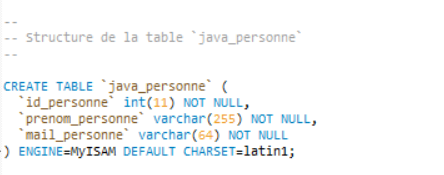 --
-- Structure de la table `java_personne`
--
CREATE TABLE `java_personne` (
  `id_personne` int(11) NOT NULL,
  `prenom_personne` varchar(255) NOT NULL,
  `mail_personne` varchar(64) NOT NULL
) ENGINE=MyISAM DEFAULT CHARSET=latin1;